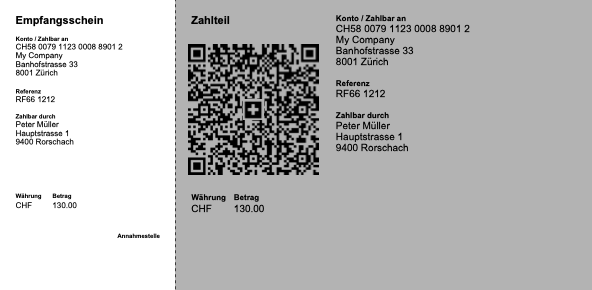 Empfangsschein
Konto / Zahlbar an
CH58 0079 1123 0008 8901 2
My Company
Banhofstrasse 33
8001 Zürich
Referenz
RF66 1212
Zahlbar durch
Peter Müller
Hauptstrasse 1
9400 Rorschach
Währung Betrag
CHF 130.00
Annahmestelle
Zahlteil
Währung Betrag
CHF 130.00
Konto / Zahlbar an
CH58 0079 1123 0008 8901 2
My Company
Banhofstrasse 33
8001 Zürich
Referenz
RF66 1212
Zahlbar durch
Peter Müller
Hauptstrasse 1
9400 Rorschach